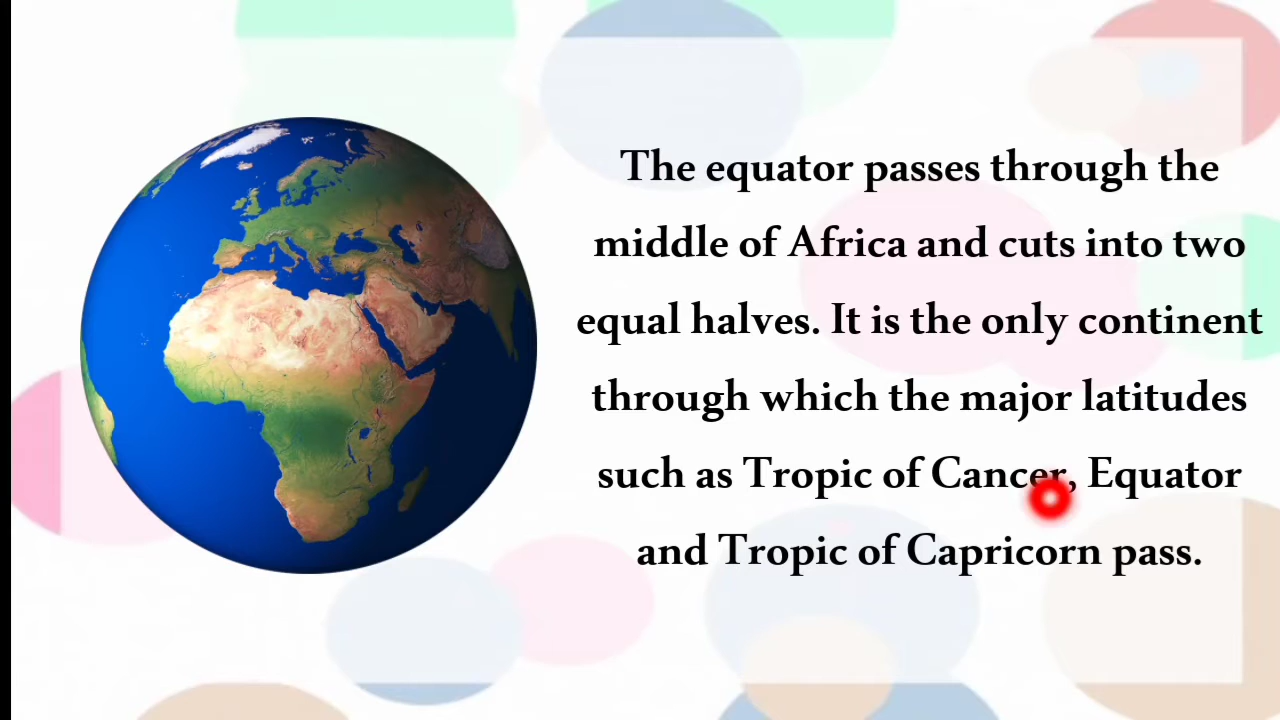 The equator passes through the
middle of Africa and cuts into two
equal halves. It is the only continent
through which the major latitudes
such as Tropic of Cancer, Equator
and Tropic of Capricorn pass.